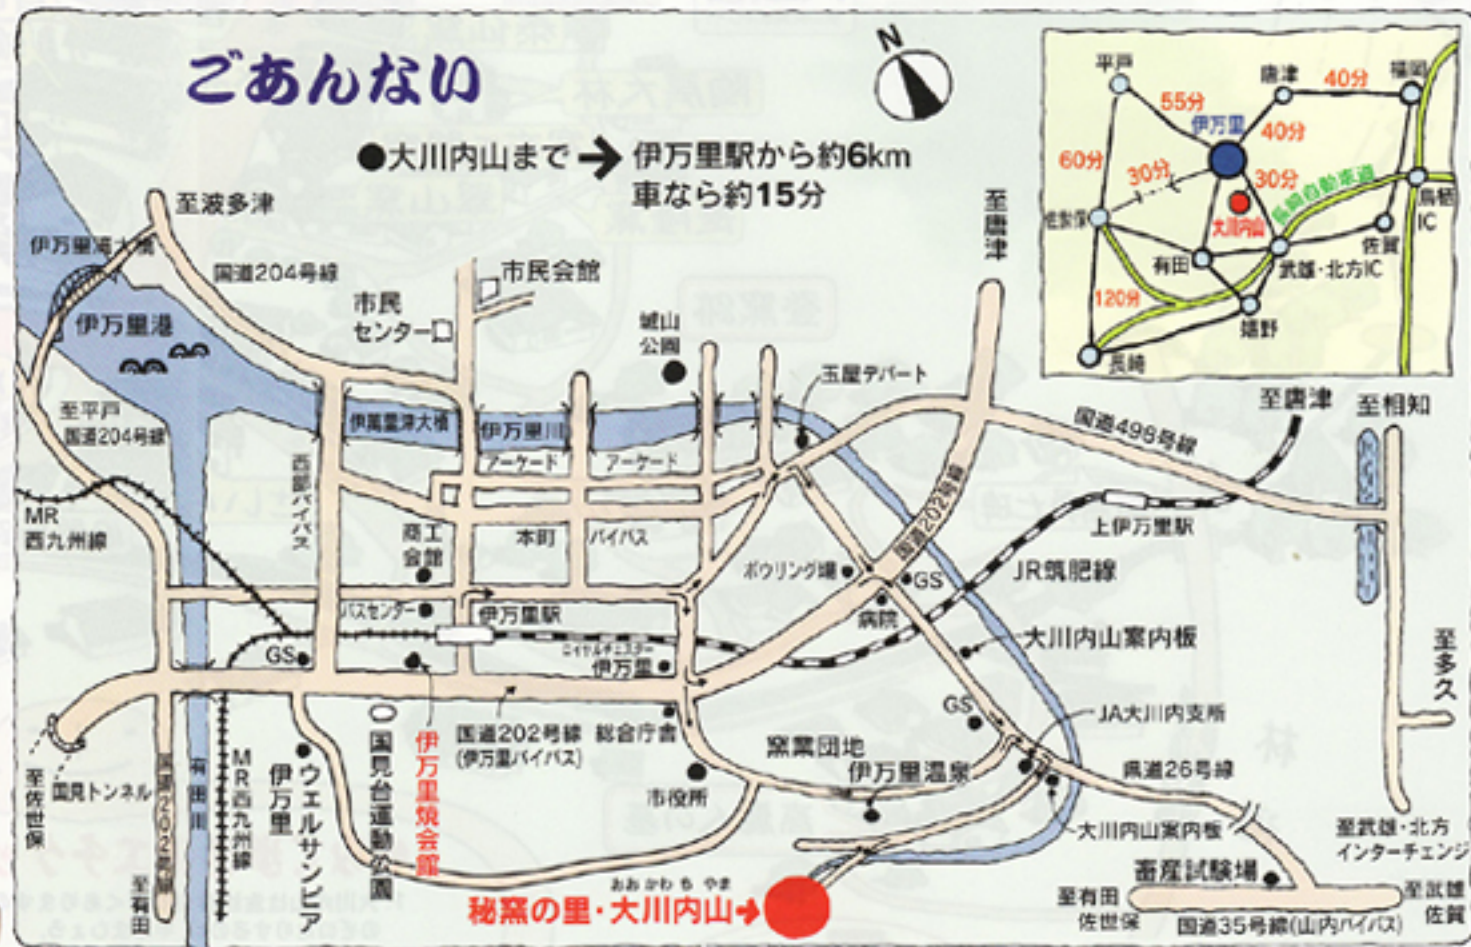 ごあんない
N
●大川内山まで➔伊万里駅から約6km
車なら約15分
平戸
唐津
40分
福岡
55分
伊万里
40分
60分
30分
30分
長崎自動車道
大川内山
鳥栖
IC
佐世保
佐賀
有田
武雄・北方IC
120分
嬉野
長崎
至波多津
伊万里湾大橋
国道204号線
市民会館
市民
センター
城山
公園
至唐津
伊万里港
玉屋デパート
至平戸
国道204号線
伊萬里津大橋
伊万里川
国道498号線
至唐津
至相知
アーケード
アーケード
西部バイパス
MR
西九州線
商工
会館
本町
バイパス
国道202号線
上伊万里駅
ボウリング場
GS
JR筑肥線
バスセンター
伊万里駅
病院
大川内山案内板
至多久
GS
ロイヤルチェスター
伊万里
GS
JA大川内支所
国道202号線
(伊万里バイパス)
総合庁舎
窯業団地
伊万里温泉
県道26号線
国見トンネル
至佐世保
国道202号線
有田川
MR西九州線
ウエルサンピア
伊万里
国見台運動公園
伊万里焼会館
市役所
大川内山案内板
至武雄・北方
インターチェンジ
至有田
おおかわちやま
秘窯の里・大川内山➔
畜産試験場
至有田
佐世保
国道35号線(山内バイパス)
至武雄
佐賀